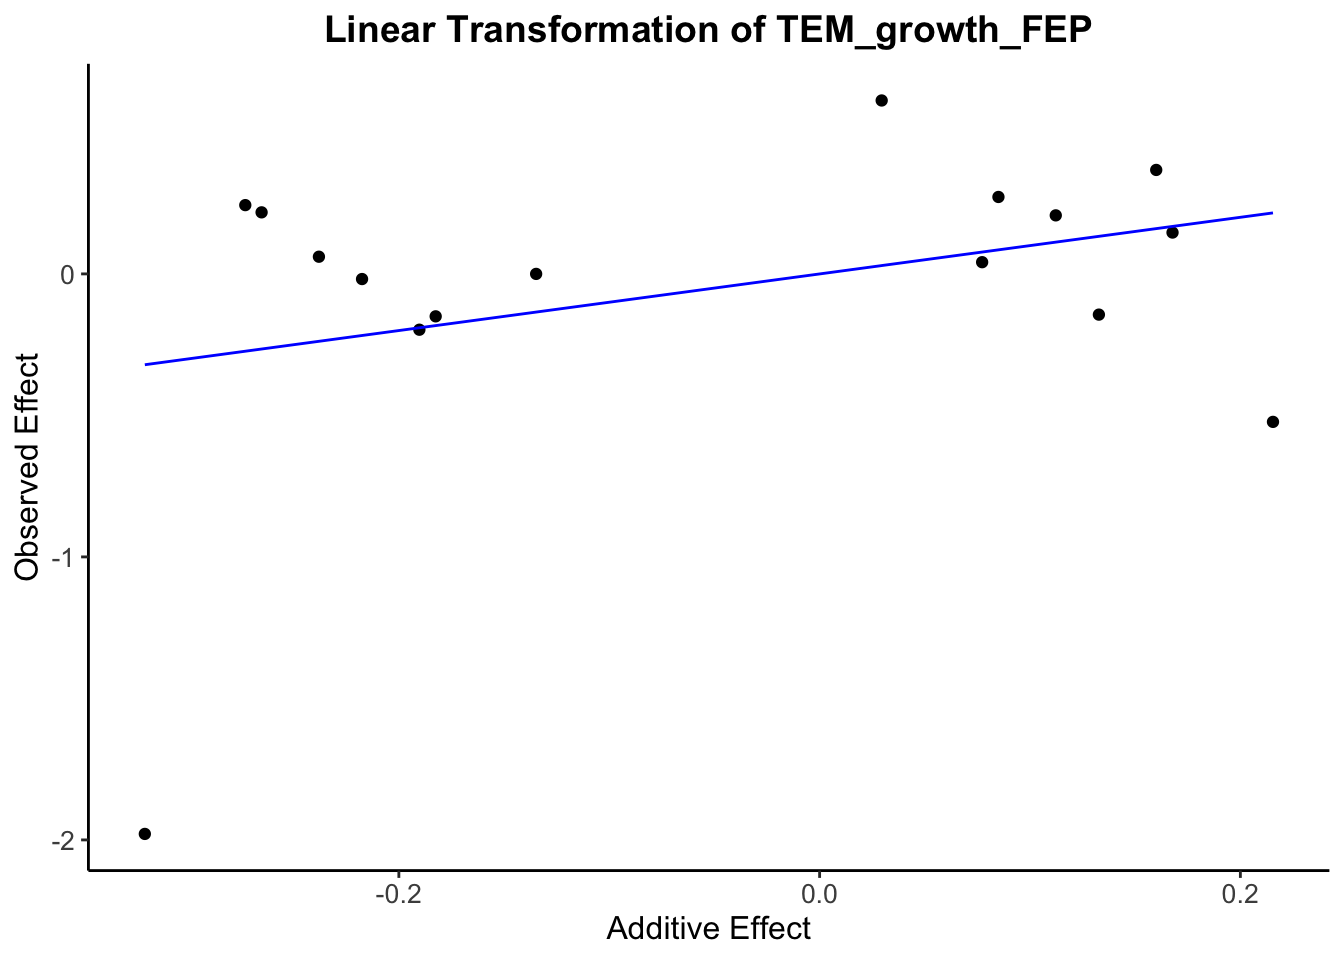 Linear Transformation of TEM_growth_FEP
Observed Effect
0
-1
-2
-0.2
0.0
0.2
Additive Effect